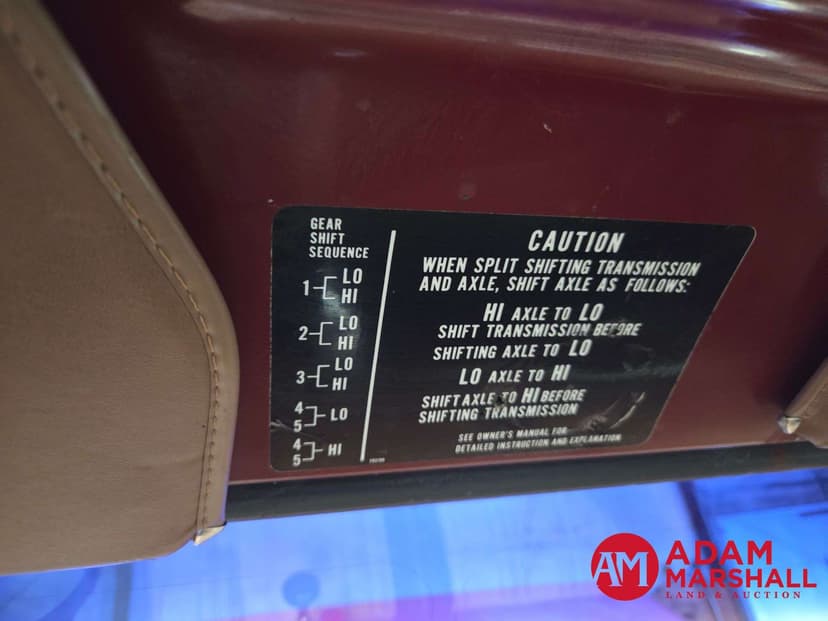 GEAR
SHIFT
SEQUENCE
1 LO
HI
2 LO
HI
3 LO
HI
4
5 LO
4
5 HI
CAUTION
WHEN SPLIT SHIFTING TRANSMISSION
AND AXLE, SHIFT AXLE AS FOLLOWS:
HI AXLE TO LO
SHIFT TRANSMISSION BEFORE
SHIFTING AXLE TO LO
LO AXLE TO HI
SHIFT AXLE TO HI BEFORE
SHIFTING TRANSMISSION
SEE OWNER'S MANUAL FOR
DETAILED INSTRUCTION AND EXPLANATION
AM ADAM
MARSHALL
LAND & AUCTION